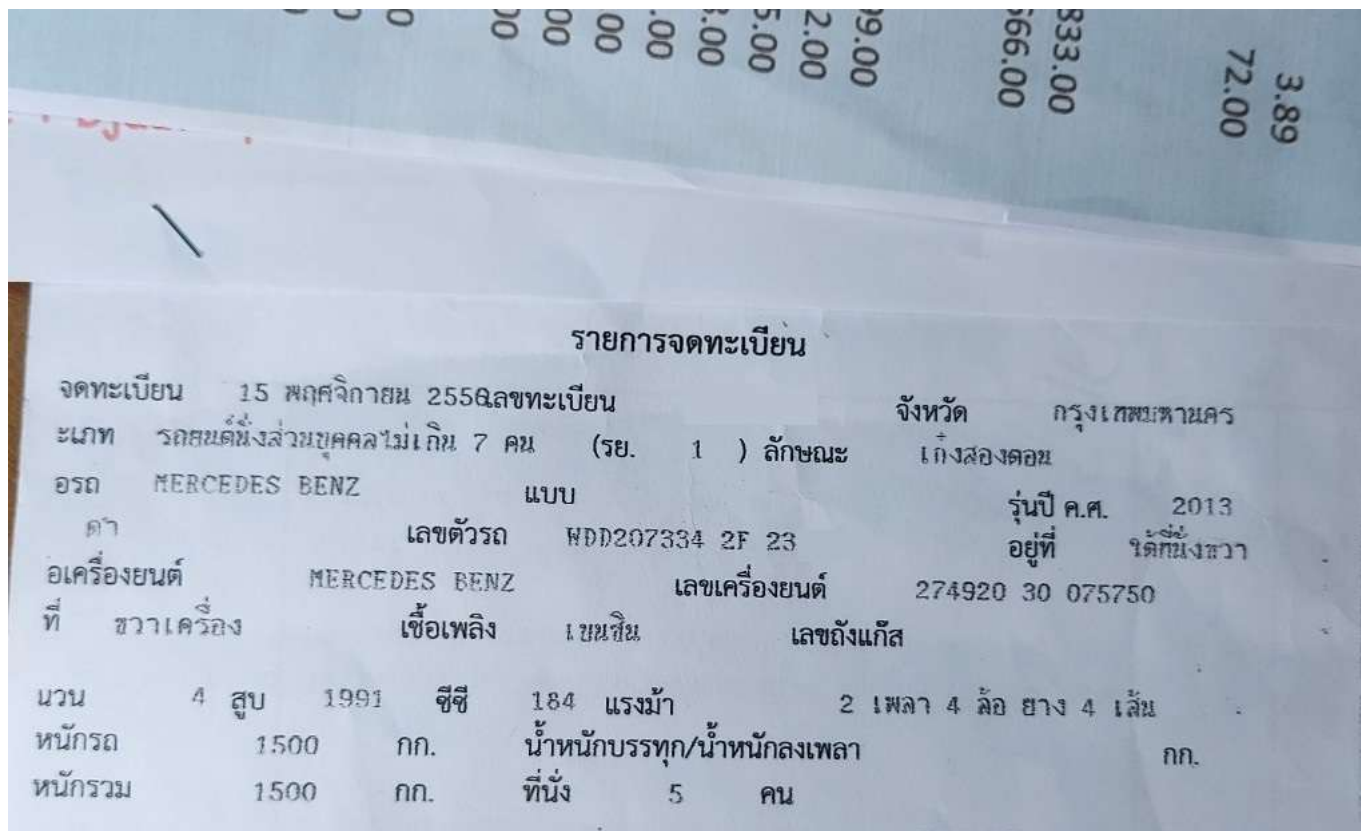 3.89
72.00
833.00
566.00
99.00
2.00
5.00
3.00
.00
00
00
00
รายการจดทะเบียน
จดทะเบียน 15 พฤศจิกายน 2556 เลขทะเบียน จังหวัด กรุงเทพมหานคร
ะเภท รถยนต์นั่งส่วนบุคคลไม่เกิน 7 คน (รย. 1 ) ลักษณะ เก๋งสองตอน
อรถ MERCEDES BENZ แบบ รุ่นปี ค.ศ. 2013
ดำ เลขตัวรถ WDD207334 2F 23 อยู่ที่ ใต้ที่นั่งขวา
อเครื่องยนต์ MERCEDES BENZ เลขเครื่องยนต์ 274920 30 075750
ที่ ขวาเครื่อง เชื้อเพลิง เบนซิน เลขถังแก๊ส
นวน 4 สูบ 1991 ซีซี 184 แรงม้า 2 เพลา 4 ล้อ ยาง 4 เส้น
หนักรถ 1500 กก. น้ำหนักบรรทุก/น้ำหนักลงเพลา กก.
หนักรวม 1500 กก. ที่นั่ง 5 คน